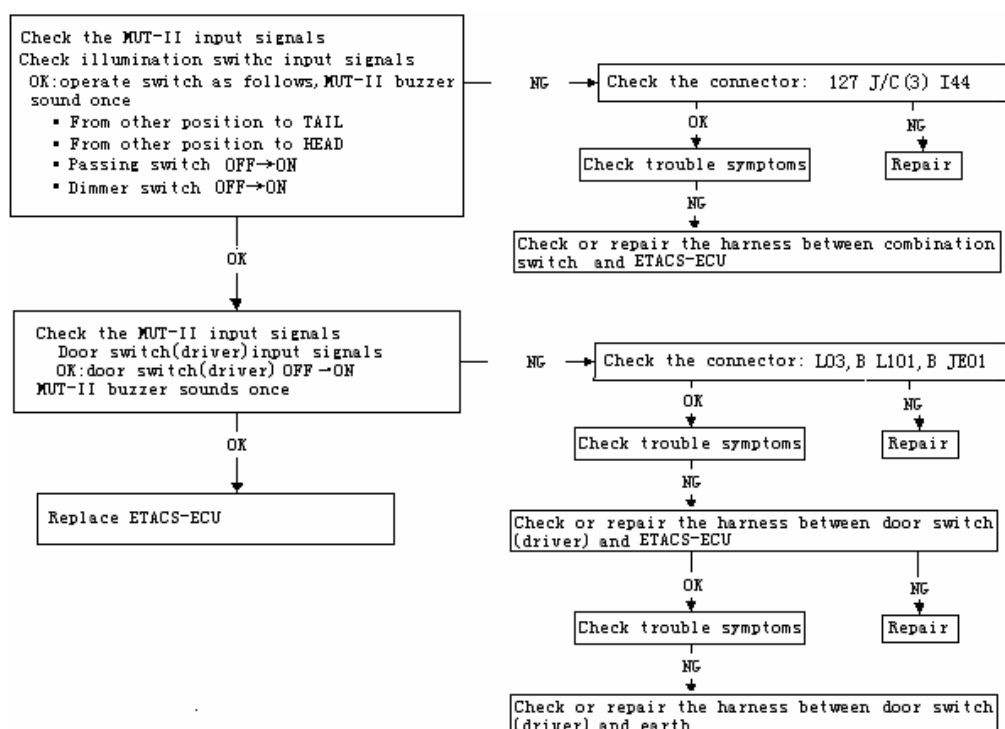 Check the MUT-II input signals
Check illumination swithc input signals
OK:operate switch as follows,MUT-II buzzer
sound once
▪ From other position to TAIL
▪ From other position to HEAD
▪ Passing switch OFF→ON
▪ Dimmer switch OFF→ON
NG
Check the connector: 127 J/C(3) I44
OK
NG
Check trouble symptoms
Repair
NG
Check or repair the harness between combination
switch and ETACS-ECU
OK
Check the MUT-II input signals
Door switch(driver)input signals
OK:door switch(driver) OFF→ON
MUT-II buzzer sounds once
NG
Check the connector: L03,B L101,B JE01
OK
NG
Check trouble symptoms
Repair
OK
Replace ETACS-ECU
NG
Check or repair the harness between door switch
(driver) and ETACS-ECU
OK
NG
Check trouble symptoms
Repair
NG
Check or repair the harness between door switch
(driver) and earth